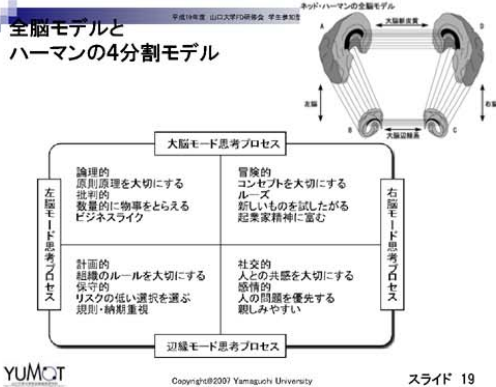 平成19年度 山口大学FD研修会 学生参加型
全脳モデルと
ハーマンの4分割モデル
ネッド・ハーマンの全脳モデル
A
大脳新皮質
D
左脳
右脳
B
大脳辺縁系
C
大脳モード思考プロセス
左脳モード思考プロセス
論理的
原則原理を大切にする
批判的
数量的に物事をとらえる
ビジネスライク
冒険的
コンセプトを大切にする
ルーズ
新しいものを試したがる
起業家精神に富む
右脳モード思考プロセス
計画的
組織のルールを大切にする
保守的
リスクの低い選択を選ぶ
規則・納期重視
社交的
人との共感を大切にする
感情的
人の問題を優先する
親しみやすい
辺縁モード思考プロセス
YUMOT
Copyright©2007 Yamaguchi University
スライド 19